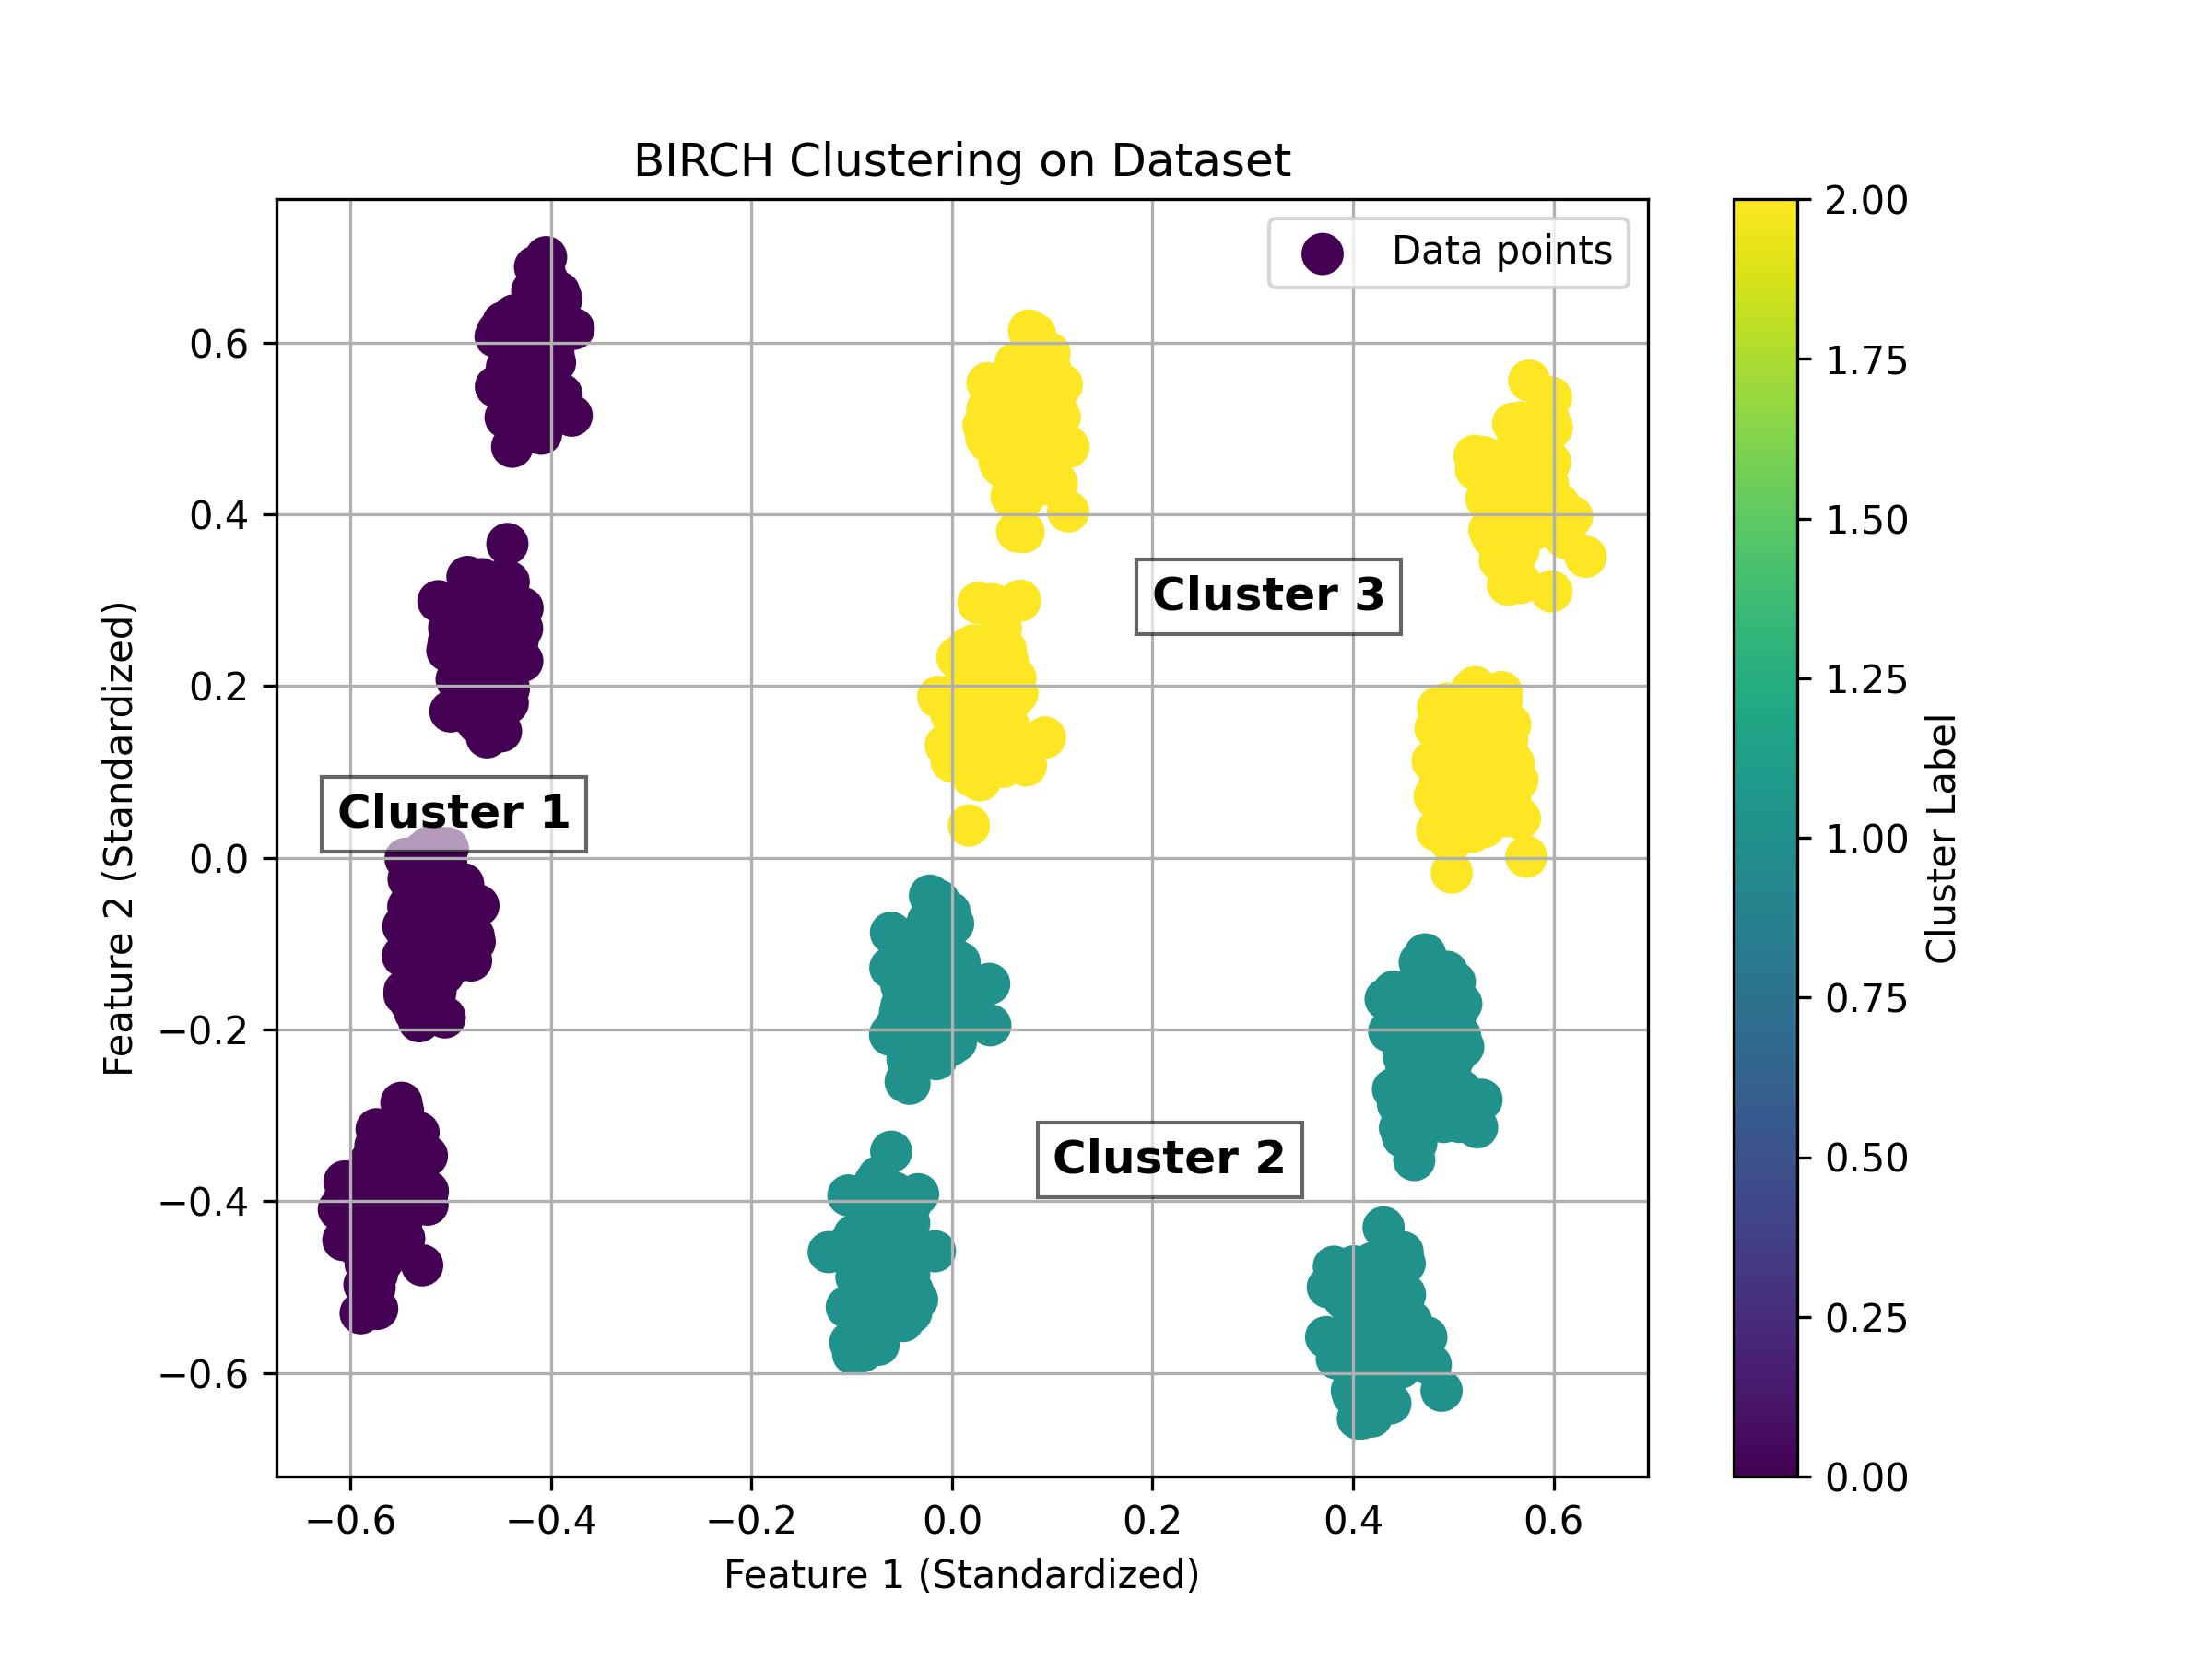 BIRCH Clustering on Dataset
Data points
Cluster 3
Cluster 1
Cluster 2
Feature 2 (Standardized)
0.6
0.4
0.2
0.0
−0.2
−0.4
−0.6
−0.6 −0.4 −0.2 0.0 0.2 0.4 0.6
Feature 1 (Standardized)
2.00
1.75
1.50
1.25
1.00
0.75
0.50
0.25
0.00
Cluster Label